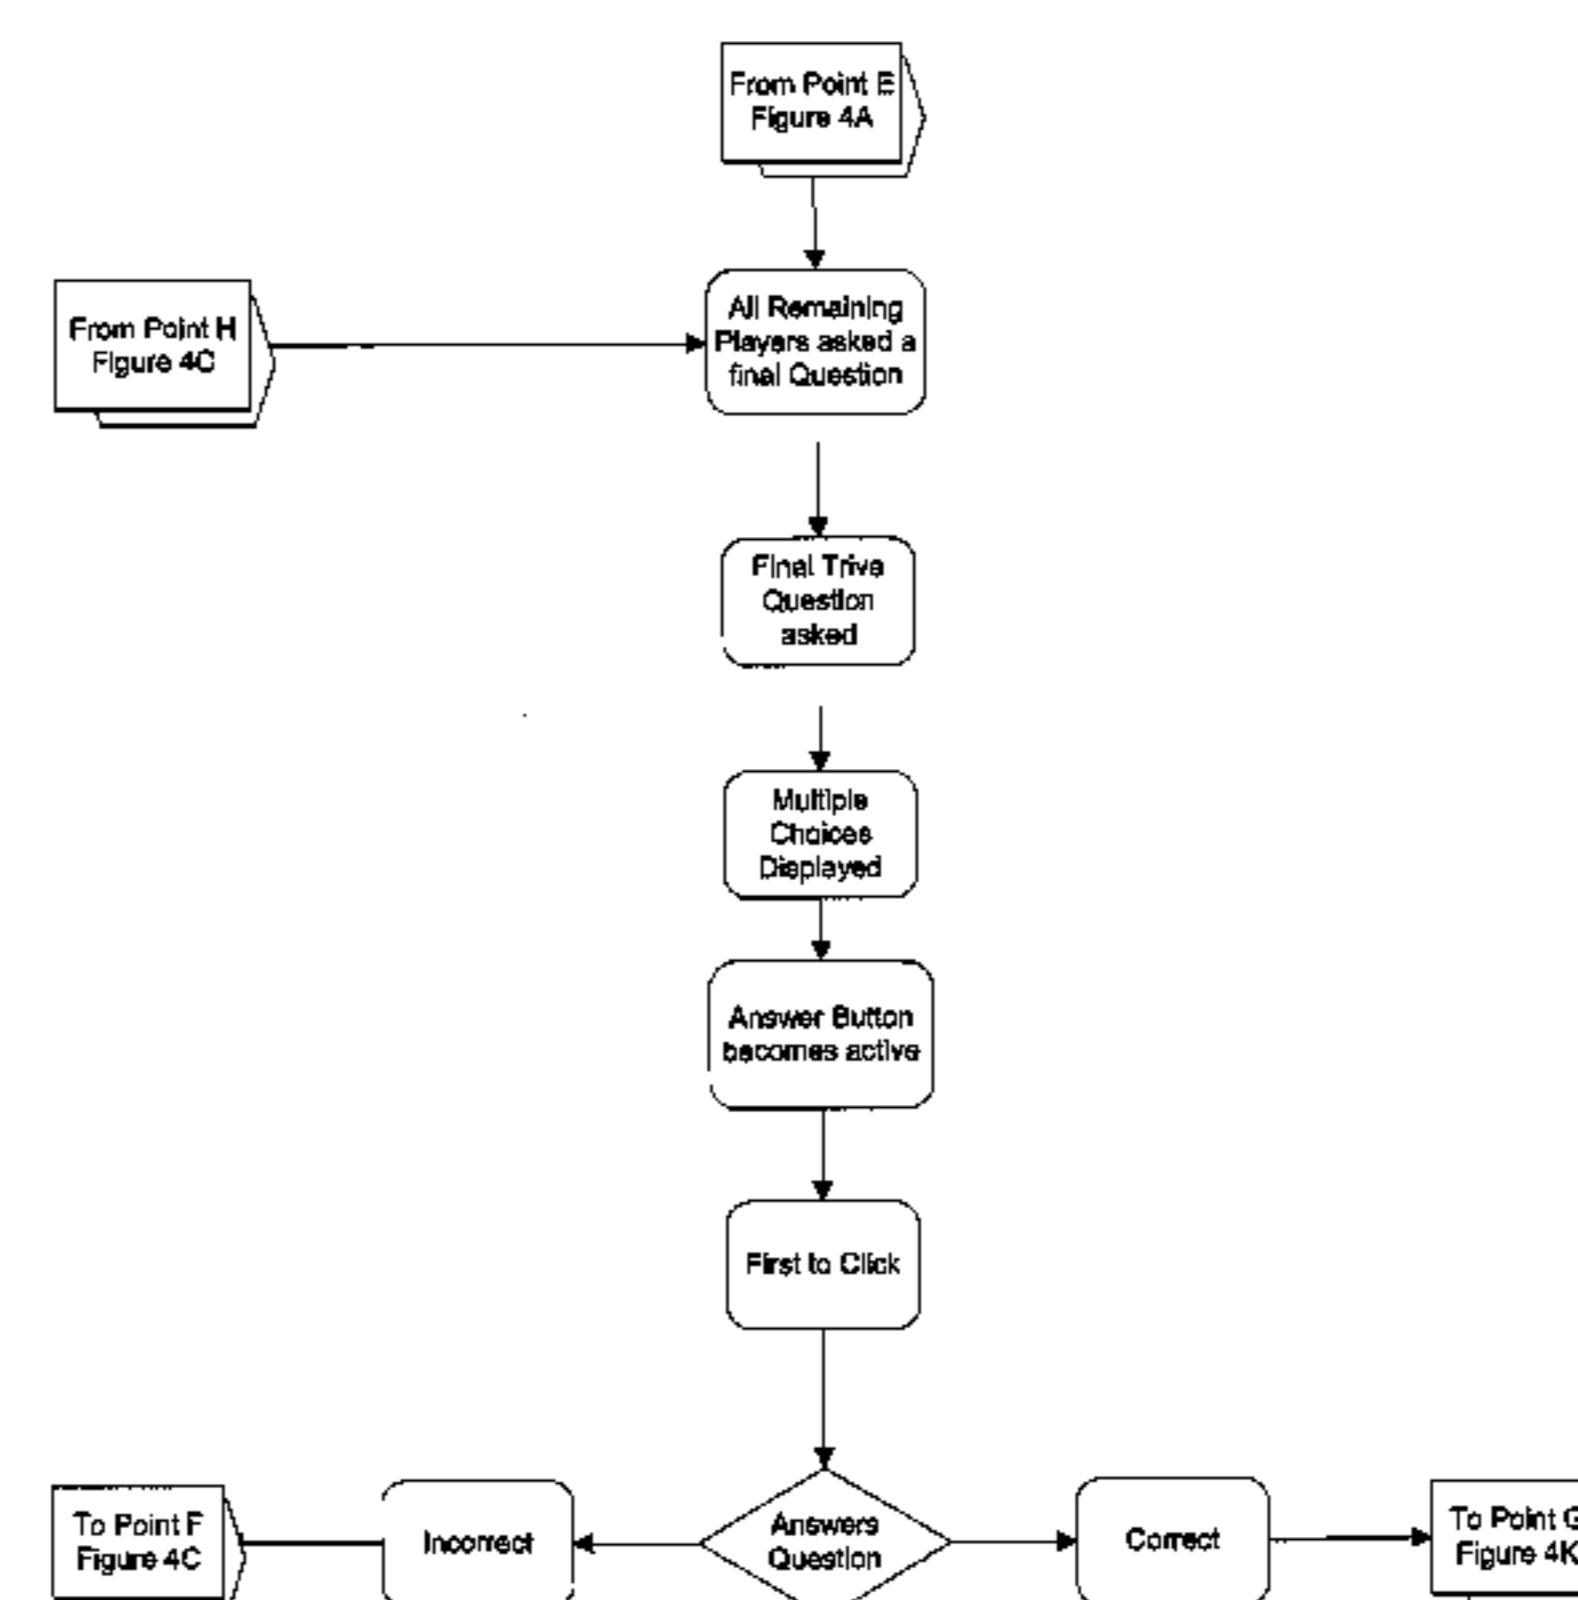 From Point E
Figure 4A
From Point H
Figure 4C
All Remaining
Players asked a
final Question
Final Triva
Question
asked
Multiple
Choices
Displayed
Answer Button
becomes active
First to Click
To Point F
Figure 4C
Incorrect
Answers
Question
Correct
To Point G
Figure 4K